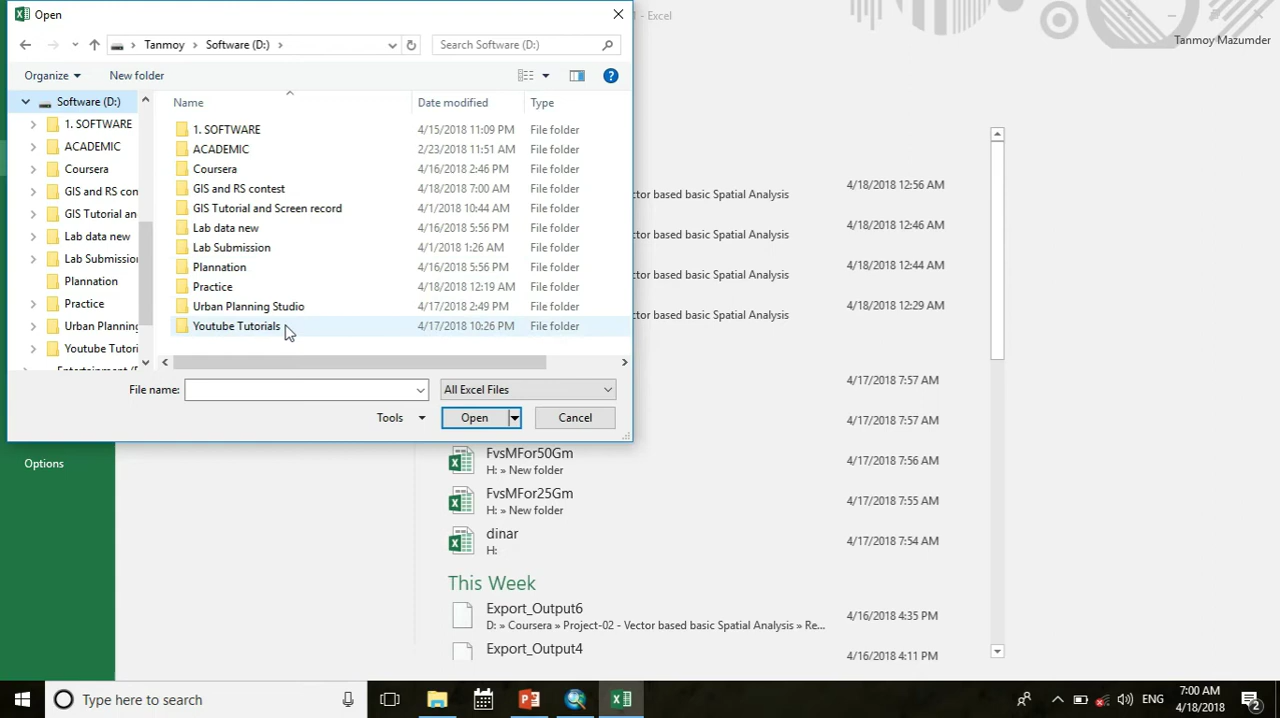 Open
1 - Excel
Tanmoy Mazumder
Tanmoy
Software (D:)
Search Software (D:)
Organize
New folder
Software (D:)
1. SOFTWARE
ACADEMIC
Coursera
GIS and RS con
GIS Tutorial an
Lab data new
Lab Submissio
Plannation
Practice
Urban Planning
Youtube Tutori
Name Date modified Type
1. SOFTWARE 4/15/2018 11:09 PM File folder
ACADEMIC 2/23/2018 11:51 AM File folder
Coursera 4/16/2018 2:46 PM File folder
GIS and RS contest 4/18/2018 7:00 AM File folder
GIS Tutorial and Screen record 4/1/2018 10:44 AM File folder
Lab data new 4/16/2018 5:56 PM File folder
Lab Submission 4/1/2018 1:26 AM File folder
Plannation 4/16/2018 5:56 PM File folder
Practice 4/18/2018 12:19 AM File folder
Urban Planning Studio 4/17/2018 2:49 PM File folder
Youtube Tutorials 4/17/2018 10:26 PM File folder
File name:
All Excel Files
Tools
Open
Cancel
ctor based basic Spatial Analysis 4/18/2018 12:56 AM
ctor based basic Spatial Analysis 4/18/2018 12:46 AM
ctor based basic Spatial Analysis 4/18/2018 12:44 AM
ctor based basic Spatial Analysis 4/18/2018 12:29 AM
4/17/2018 7:57 AM
4/17/2018 7:57 AM
Options
FvsMFor50Gm 4/17/2018 7:56 AM
H: » New folder
FvsMFor25Gm 4/17/2018 7:55 AM
H: » New folder
dinar 4/17/2018 7:54 AM
H:
This Week
Export_Output6 4/16/2018 4:35 PM
D: » Coursera » Project-02 - Vector based basic Spatial Analysis » Re...
Export_Output4 4/16/2018 4:11 PM
Type here to search
ENG
7:00 AM
4/18/2018
2